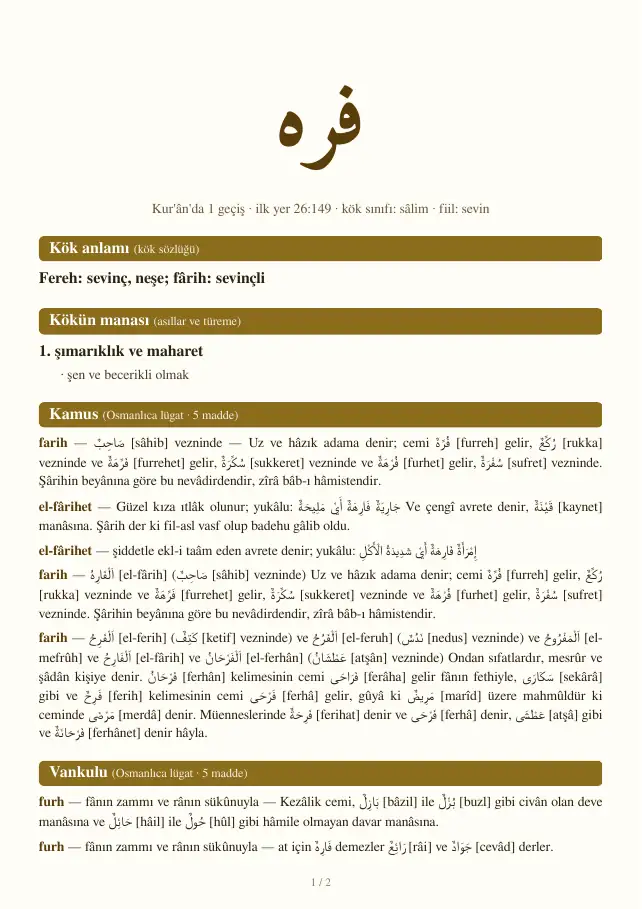 فره
Kur'ân'da 1 geçiş · ilk yer 26:149 · kök sınıfı: sâlim · fiil: sevin
Kök anlamı (kök sözlüğü)
Fereh: sevinç, neşe; fârih: sevinçli
Kökün manası (asıllar ve türeme)
1. şımarıklık ve maharet
· şen ve becerikli olmak
Kamus (Osmanlıca lügat · 5 madde)
farih — صَاحِبٌ [sâhib] vezninde — Uz ve hâzık adama denir; cemi فُرَّهٌ [furreh] gelir, رُكَّعٌ [rukka]
vezninde ve فُرَّهَةٌ [furrehet] gelir, سُكَّرَةٌ [sukkeret] vezninde ve فُرْهَةٌ [furhet] gelir, سُفْرَةٌ [sufret] vezninde.
Şârihin beyânına göre bu nevâdirdendir, zîrâ bâb-ı hâmistendir.
el-fârihet — Güzel kıza ıtlâk olunur; yukâlu: جَارِيَةٌ فَارِهَةٌ أَيْ مَلِيحَةٌ Ve çengî avrete denir, قَيْنَةٌ [kaynet]
manâsına. Şârih der ki fil-asl vasf olup badehu gâlib oldu.
el-fârihet — şiddetle ekl-i taâm eden avrete denir; yukâlu: إِمْرَأَةٌ فَارِهَةٌ أَيْ شَدِيدَةُ الْأَكْلِ
farih — اَلْفَارِهُ [el-fârih] (صَاحِبٌ [sâhib] vezninde) Uz ve hâzık adama denir; cemi فُرَّهٌ [furreh] gelir, رُكَّعٌ
[rukka] vezninde ve فُرَّهَةٌ [furrehet] gelir, سُكَّرَةٌ [sukkeret] vezninde ve فُرْهَةٌ [furhet] gelir, سُفْرَةٌ [sufret]
vezninde. Şârihin beyânına göre bu nevâdirdendir, zîrâ bâb-ı hâmistendir.
farih — اَلْفَرِحُ [el-ferih] (كَتِفٌ [ketif] vezninde) ve اَلْفَرُحُ [el-feruh] (نَدُسٌ [nedus] vezninde) ve اَلْمَفْرُوحُ [el-
mefrûh] ve اَلْفَارِحُ [el-fârih] ve اَلْفَرْحَانُ [el-ferhân] (عَطْشَانُ [atşân] vezninde) Ondan sıfatlardır, mesrûr ve
şâdân kişiye denir. فَرْحَانُ [ferhân] kelimesinin cemi فَرَاحَى [ferâha] gelir fânın fethiyle, سَكَارَى [sekârâ]
gibi ve فَرِحٌ [ferih] kelimesinin cemi فَرْحَى [ferhâ] gelir, gûyâ ki مَرِيضٌ [marîd] üzere mahmûldür ki
ceminde مَرْضَى [merdâ] denir. Müenneslerinde فَرِحَةٌ [ferihat] denir ve فَرْحَى [ferhâ] denir, عَطْشَى [atşâ] gibi
ve فَرْحَانَةٌ [ferhânet] denir hâyla.
Vankulu (Osmanlıca lügat · 5 madde)
furh — fânın zammı ve rânın sükûnuyla — Kezâlik cemi, بَازِلٌ [bâzil] ile بُزْلٌ [buzl] gibi civân olan deve
manâsına ve حَائِلٌ [hâil] ile حُولٌ [hûl] gibi hâmile olmayan davar manâsına.
furh — fânın zammı ve rânın sükûnuyla — at için فَارِهٌ demezler رَائِعٌ [râi] ve جَوَادٌ [cevâd] derler.
1 / 2